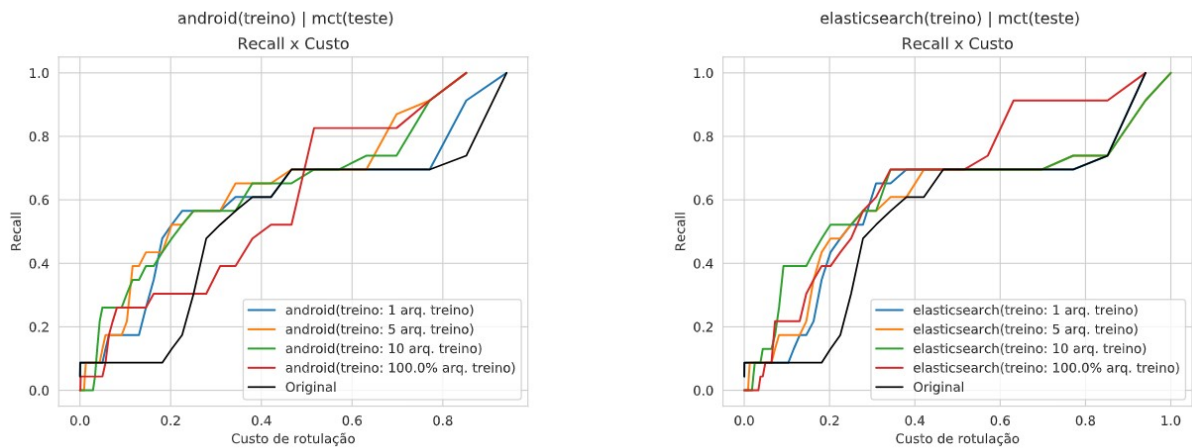 android(treino) | mct(teste)
Recall x Custo
Recall
1.0
0.8
0.6
0.4
0.2
0.0
android(treino: 1 arq. treino)
android(treino: 5 arq. treino)
android(treino: 10 arq. treino)
android(treino: 100.0% arq. treino)
Original
0.0 0.2 0.4 0.6 0.8
Custo de rotulação
elasticsearch(treino) | mct(teste)
Recall x Custo
Recall
1.0
0.8
0.6
0.4
0.2
0.0
elasticsearch(treino: 1 arq. treino)
elasticsearch(treino: 5 arq. treino)
elasticsearch(treino: 10 arq. treino)
elasticsearch(treino: 100.0% arq. treino)
Original
0.0 0.2 0.4 0.6 0.8 1.0
Custo de rotulação